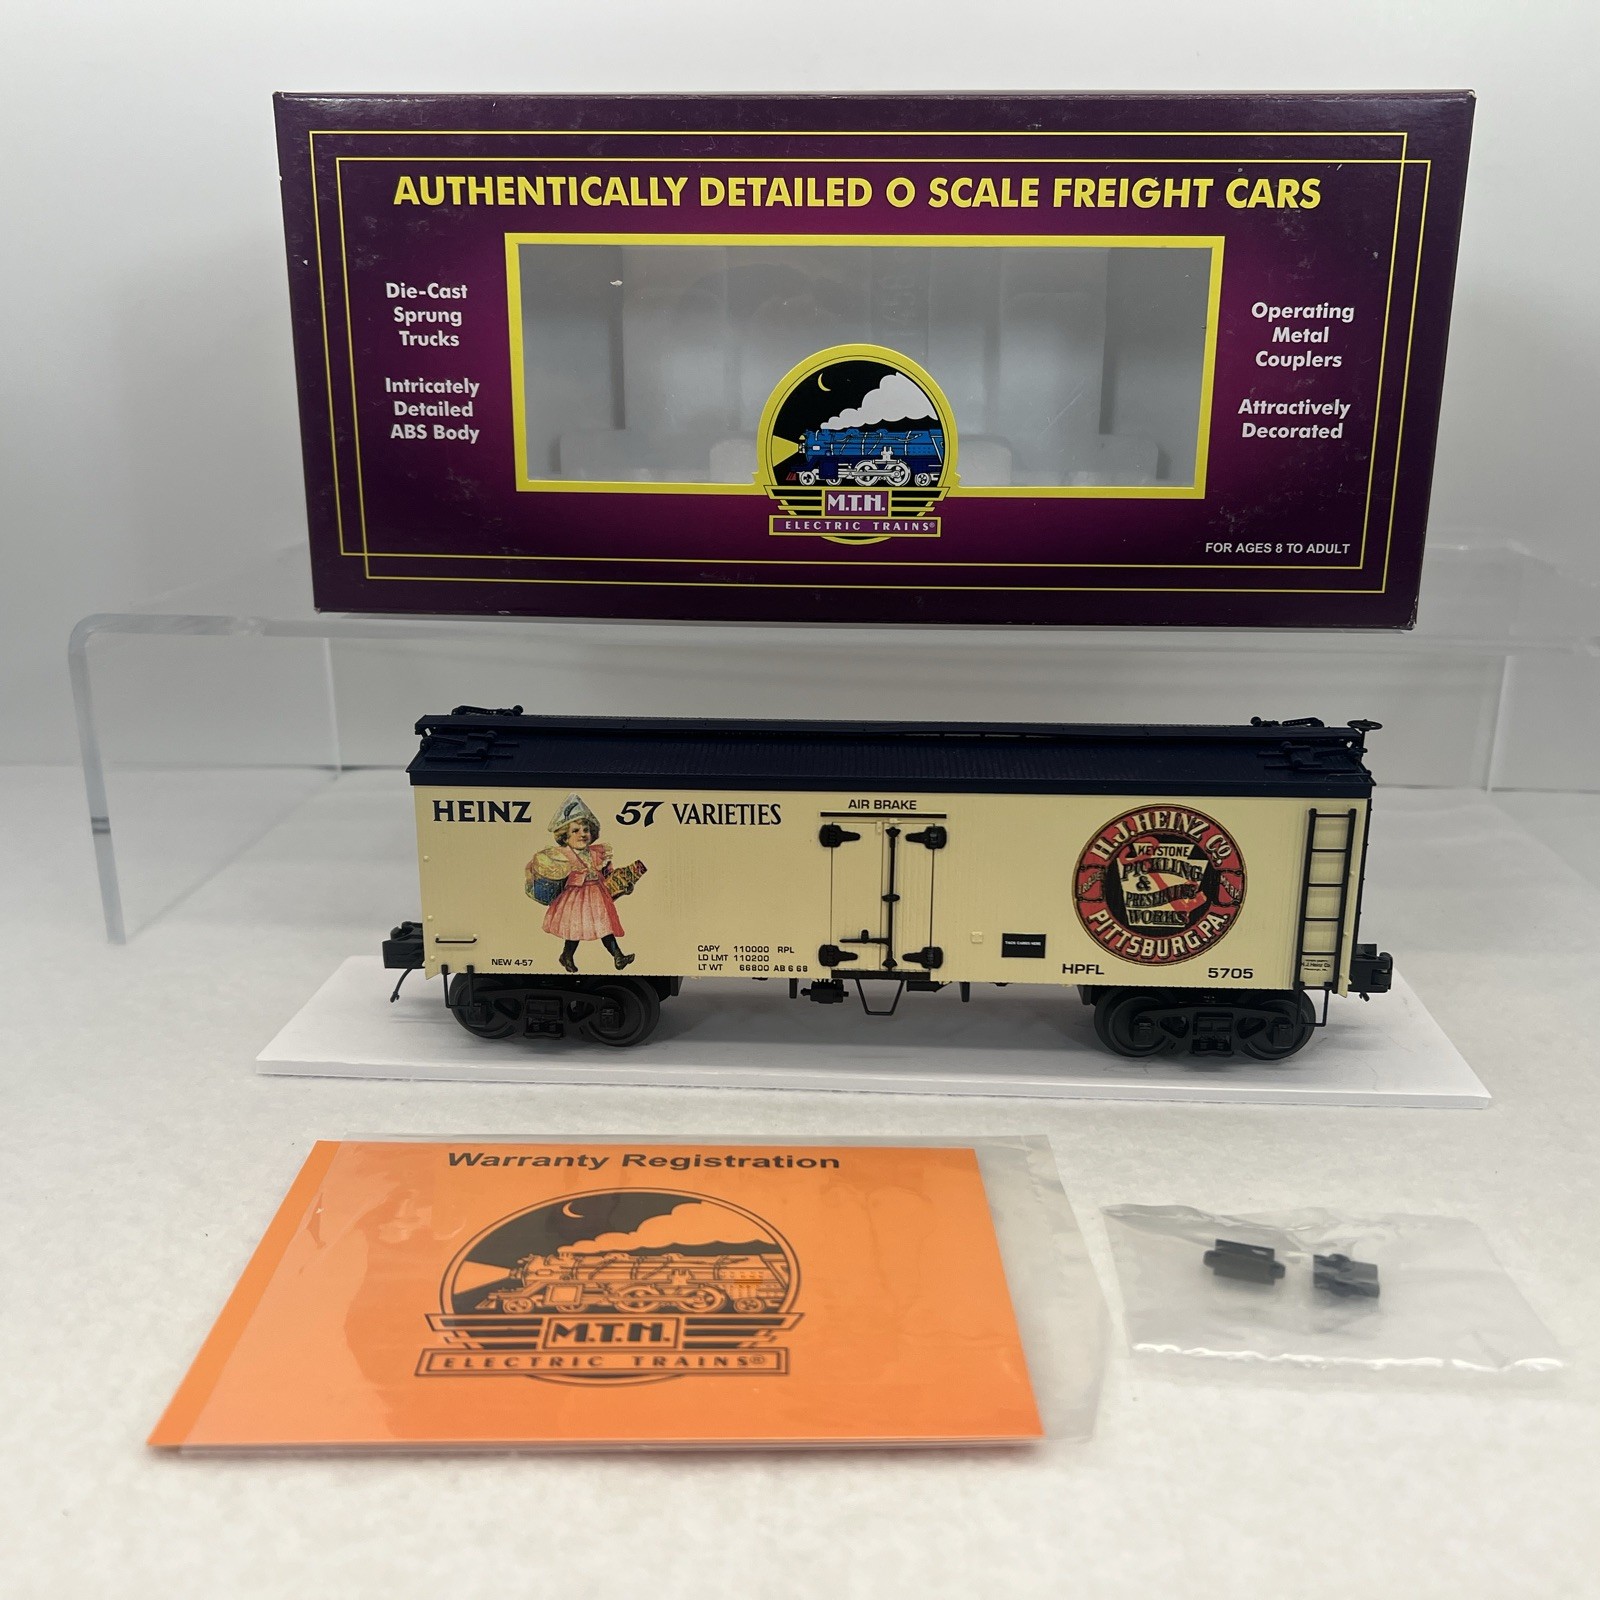 AUTHENTICALLY DETAILED O SCALE FREIGHT CARS
Die-Cast
Sprung
Trucks
Intricately
Detailed
ABS Body
Operating
Metal
Couplers
Attractively
Decorated
M.T.H.
ELECTRIC TRAINS®
FOR AGES 8 TO ADULT
HEINZ 57 VARIETIES
AIR BRAKE
H.J. HEINZ CO.
KEYSTONE
PICKLING
&
PRESERVING
WORKS
PITTSBURG, PA.
NEW 4-57
CAPY 110000 RPL
LD LMT 110200
LT WT 66800 AB 6 68
HPFL 5705
Warranty Registration
M.T.H.
ELECTRIC TRAINS®